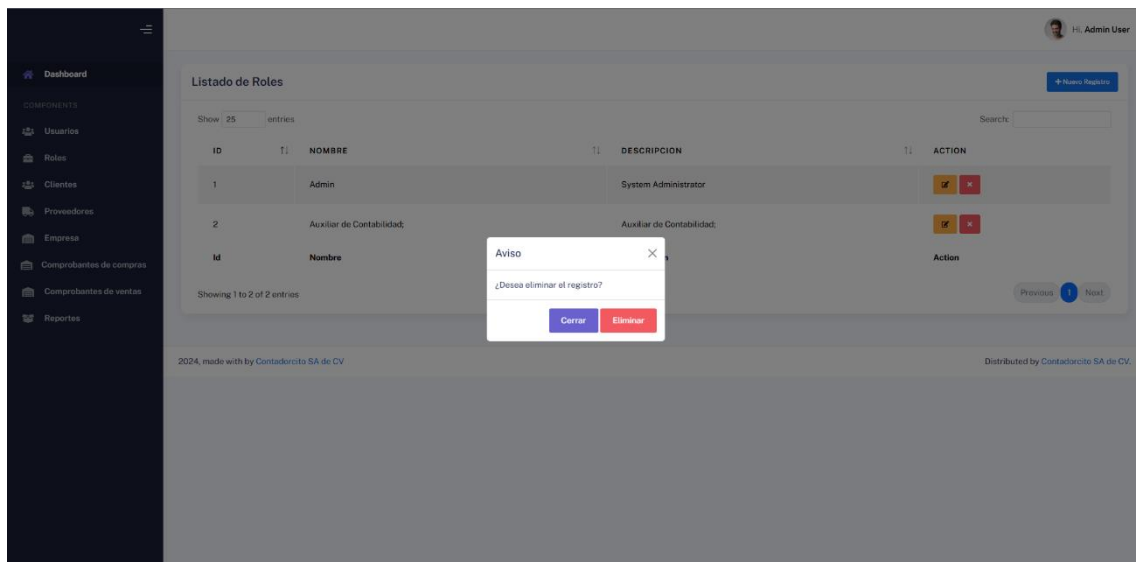 Hi, Admin User
Dashboard
COMPONENTS
Usuarios
Roles
Clientes
Proveedores
Empresa
Comprobantes de compras
Comprobantes de ventas
Reportes
Listado de Roles
+ Nuevo Registro
Show 25 entries
Search:
ID NOMBRE DESCRIPCION ACTION
1 Admin System Administrator
2 Auxiliar de Contabilidad; Auxiliar de Contabilidad;
Id Nombre Action
Showing 1 to 2 of 2 entries
Previous 1 Next
Aviso
¿Desea eliminar el registro?
Cerrar Eliminar
2024, made with by Contadorcito SA de CV
Distributed by Contadorcito SA de CV.